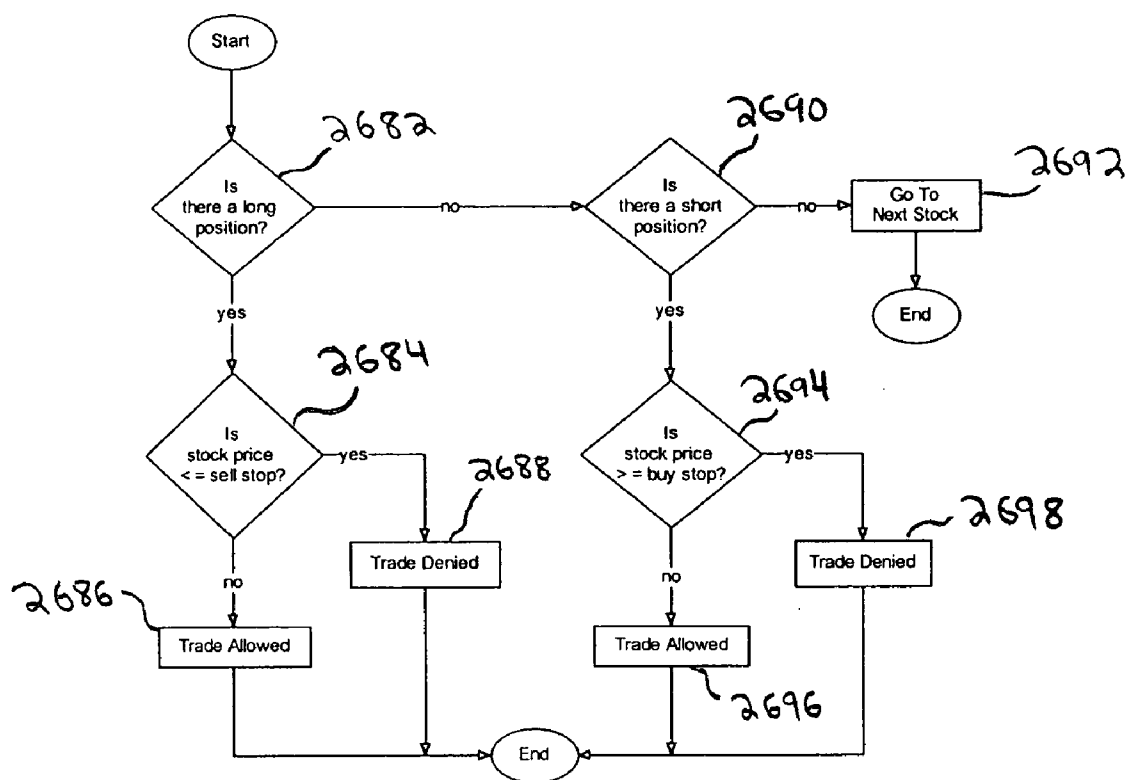 Start
2682
2690
2692
Is
there a long
position?
no
Is
there a short
position?
no
Go To
Next Stock
yes
yes
End
2684
2694
Is
stock price
< = sell stop?
yes
2688
Is
stock price
> = buy stop?
yes
2698
Trade Denied
Trade Denied
no
no
2686
Trade Allowed
Trade Allowed
2696
End